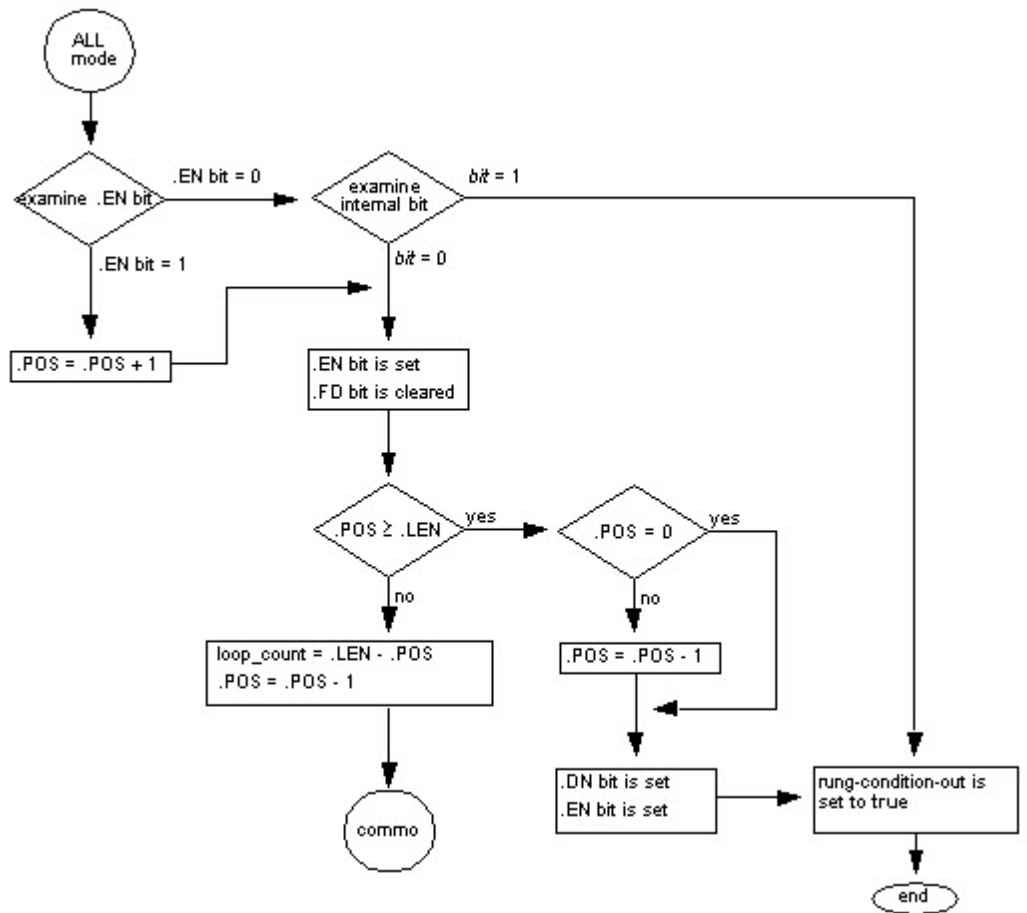 ALL
mode
examine .EN bit
.EN bit = 0
examine
internal bit
bit = 1
.EN bit = 1
bit = 0
.POS = .POS + 1
.EN bit is set
.FD bit is cleared
.POS ≥ .LEN
yes
.POS = 0
yes
no
no
loop_count = .LEN - .POS
.POS = .POS - 1
.POS = .POS - 1
.DN bit is set
.EN bit is set
rung-condition-out is
set to true
commo
end